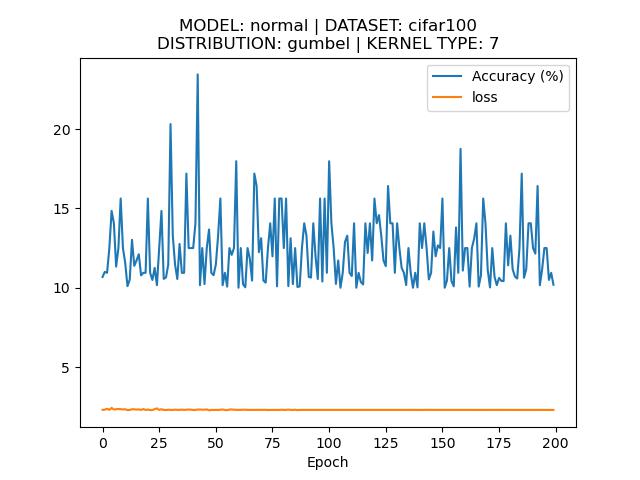 MODEL: normal | DATASET: cifar100
DISTRIBUTION: gumbel | KERNEL TYPE: 7
Accuracy (%)
loss
20
15
10
5
0
25
50
75
100
125
150
175
200
Epoch